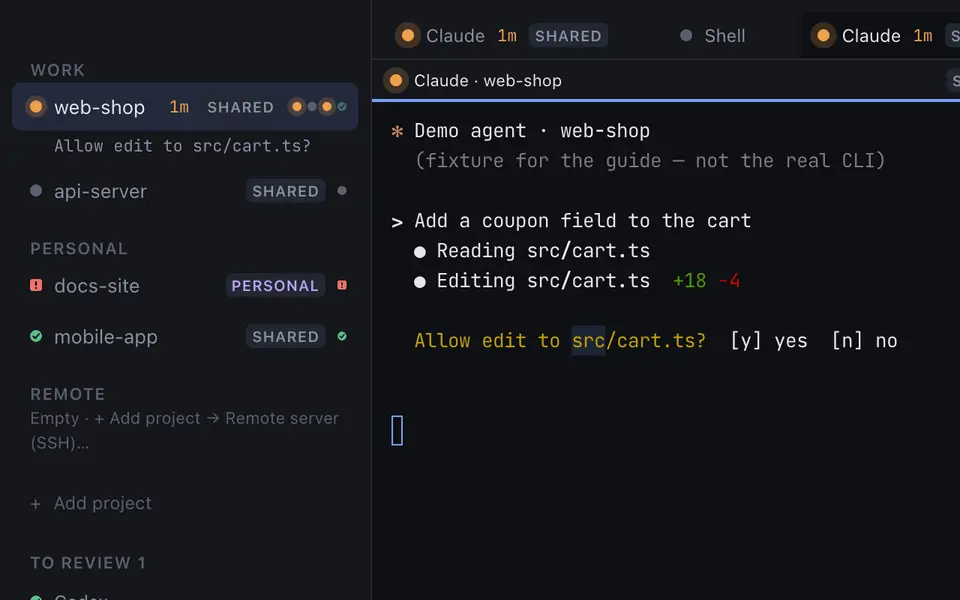 WORK
web-shop 1m SHARED
Allow edit to src/cart.ts?
api-server SHARED
PERSONAL
docs-site PERSONAL
mobile-app SHARED
REMOTE
Empty · + Add project → Remote server
(SSH)…
+ Add project
TO REVIEW 1
Codex
Claude 1m SHARED Shell Claude 1m S
Claude · web-shop S
* Demo agent · web-shop
(fixture for the guide — not the real CLI)
> Add a coupon field to the cart
● Reading src/cart.ts
● Editing src/cart.ts +18 -4
Allow edit to src/cart.ts? [y] yes [n] no